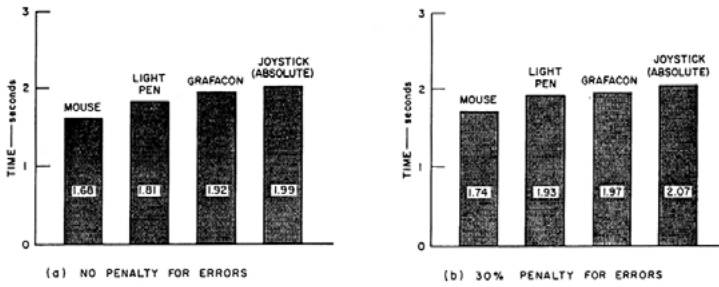 3
2
1
0
TIME — seconds
MOUSE
LIGHT
PEN
GRAFACON
JOYSTICK
(ABSOLUTE)
1.68
1.81
1.92
1.99
(a) NO PENALTY FOR ERRORS
3
2
1
0
TIME — seconds
MOUSE
LIGHT
PEN
GRAFACON
JOYSTICK
(ABSOLUTE)
1.74
1.93
1.97
2.07
(b) 30% PENALTY FOR ERRORS